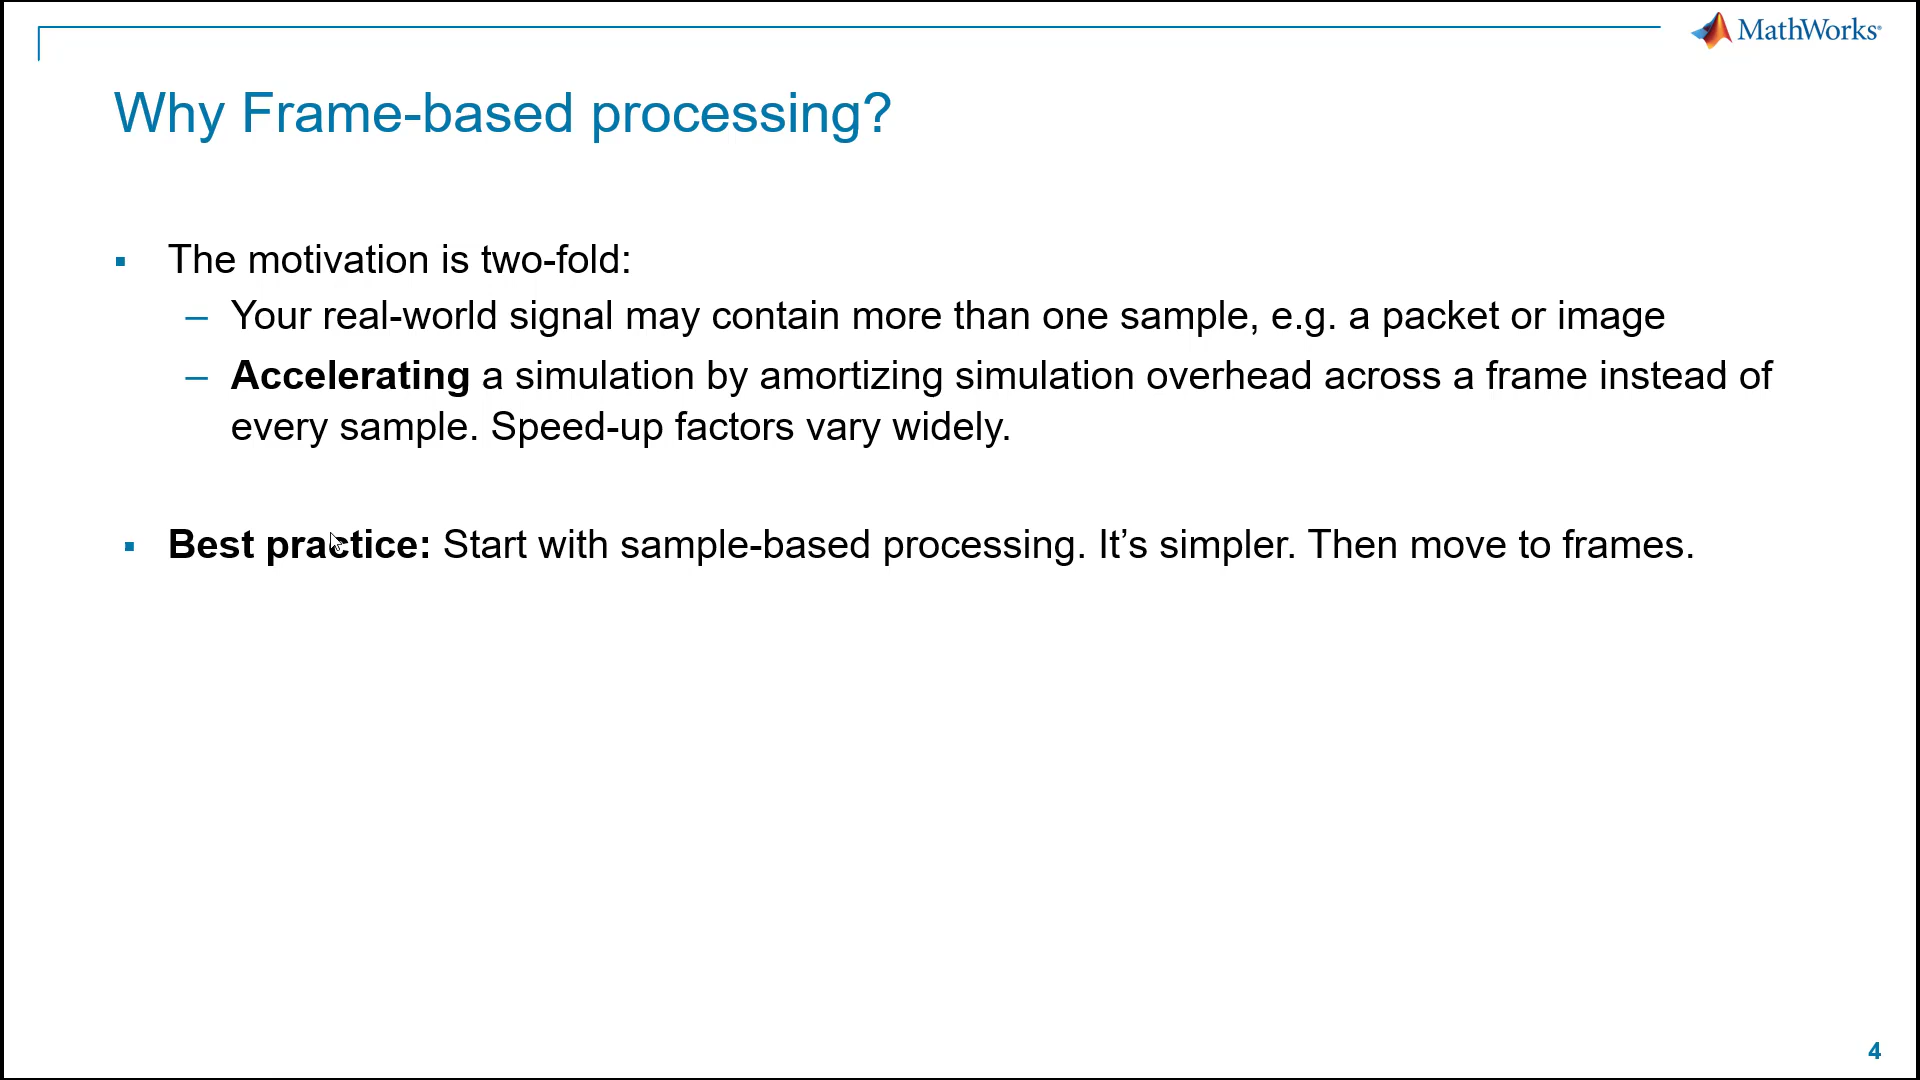 MathWorks®
Why Frame-based processing?
▪ The motivation is two-fold:
– Your real-world signal may contain more than one sample, e.g. a packet or image
– Accelerating a simulation by amortizing simulation overhead across a frame instead of
every sample. Speed-up factors vary widely.
▪ Best practice: Start with sample-based processing. It’s simpler. Then move to frames.
4